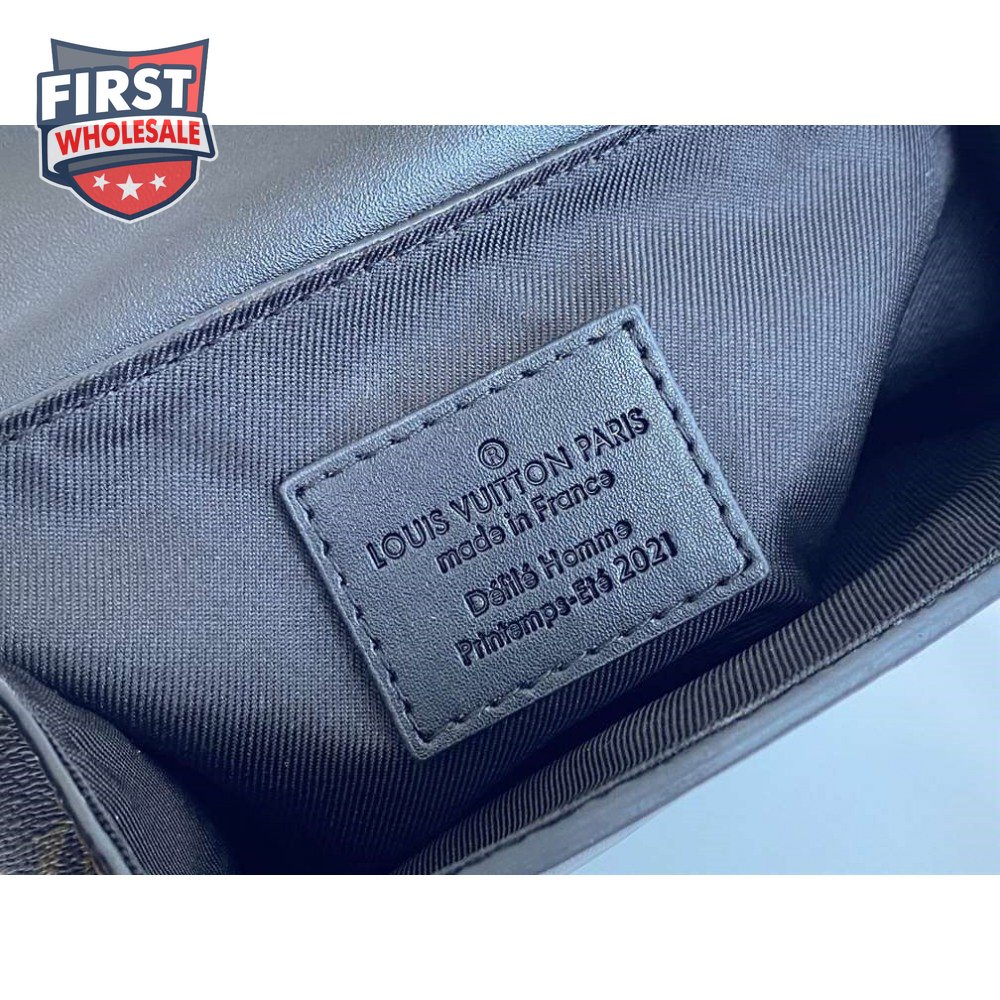 FIRST
WHOLESALE
®
LOUIS VUITTON PARIS
made in France
Défilé Homme
Printemps-Eté 2021